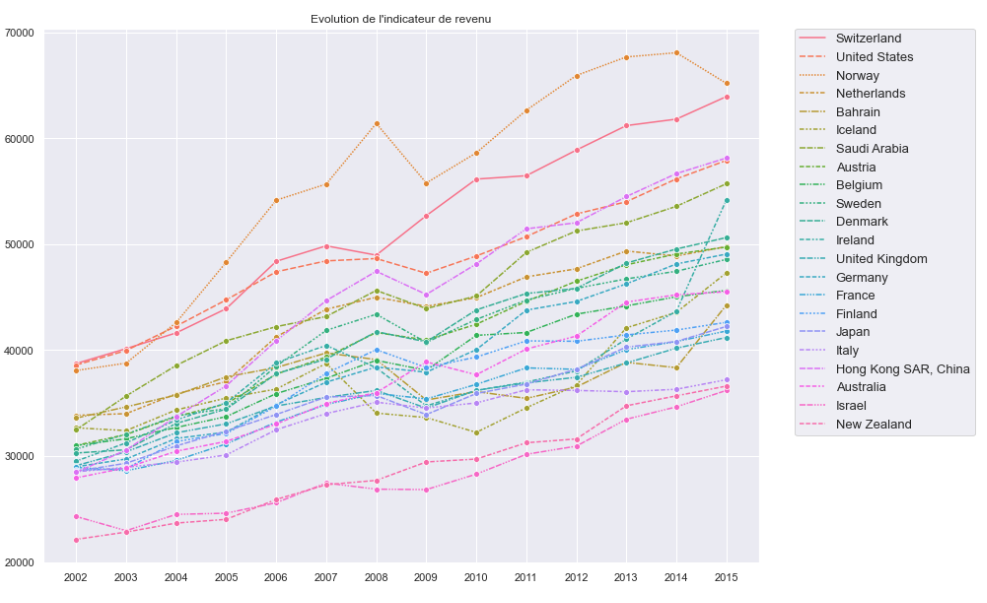 Evolution de l'indicateur de revenu
70000
60000
50000
40000
30000
20000
2002 2003 2004 2005 2006 2007 2008 2009 2010 2011 2012 2013 2014 2015
Switzerland
United States
Norway
Netherlands
Bahrain
Iceland
Saudi Arabia
Austria
Belgium
Sweden
Denmark
Ireland
United Kingdom
Germany
France
Finland
Japan
Italy
Hong Kong SAR, China
Australia
Israel
New Zealand